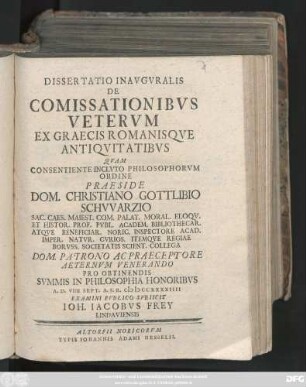 DISSERTATIO INAVGVRALIS
DE
COMISSATIONIBVS
VETERVM
EX GRAECIS ROMANISQVE
ANTIQVITATIBVS
QVAM
CONSENTIENTE INCLVTO PHILOSOPHORVM
ORDINE
PRAESIDE
DOM. CHRISTIANO GOTTLIBIO
SCHWARZIO
SAC. CAES. MAIEST. COM. PALAT. MORAL. ELOQV.
ET HISTOR. PROF. PVBL. ACADEM. BIBLIOTHECAR.
ATQVE BENEFICIAR. NORIC. INSPECTORE ACAD.
IMPER. NATVR. CVRIOS. ITEMQVE REGIAE
BORVSS. SOCIETATIS SCIENT. COLLEGA
DOM. PATRONO AC PRAECEPTORE
AETERNVM VENERANDO
PRO OBTINENDIS
SVMMIS IN PHILOSOPHIA HONORIBVS
EXAMINI PVBLICO SVBIICIT
IOH. IACOBVS FREY
LINDAVIENSIS
ALTORFII NORICORVM
TYPIS IOHANNIS ADAMI HESSELII.